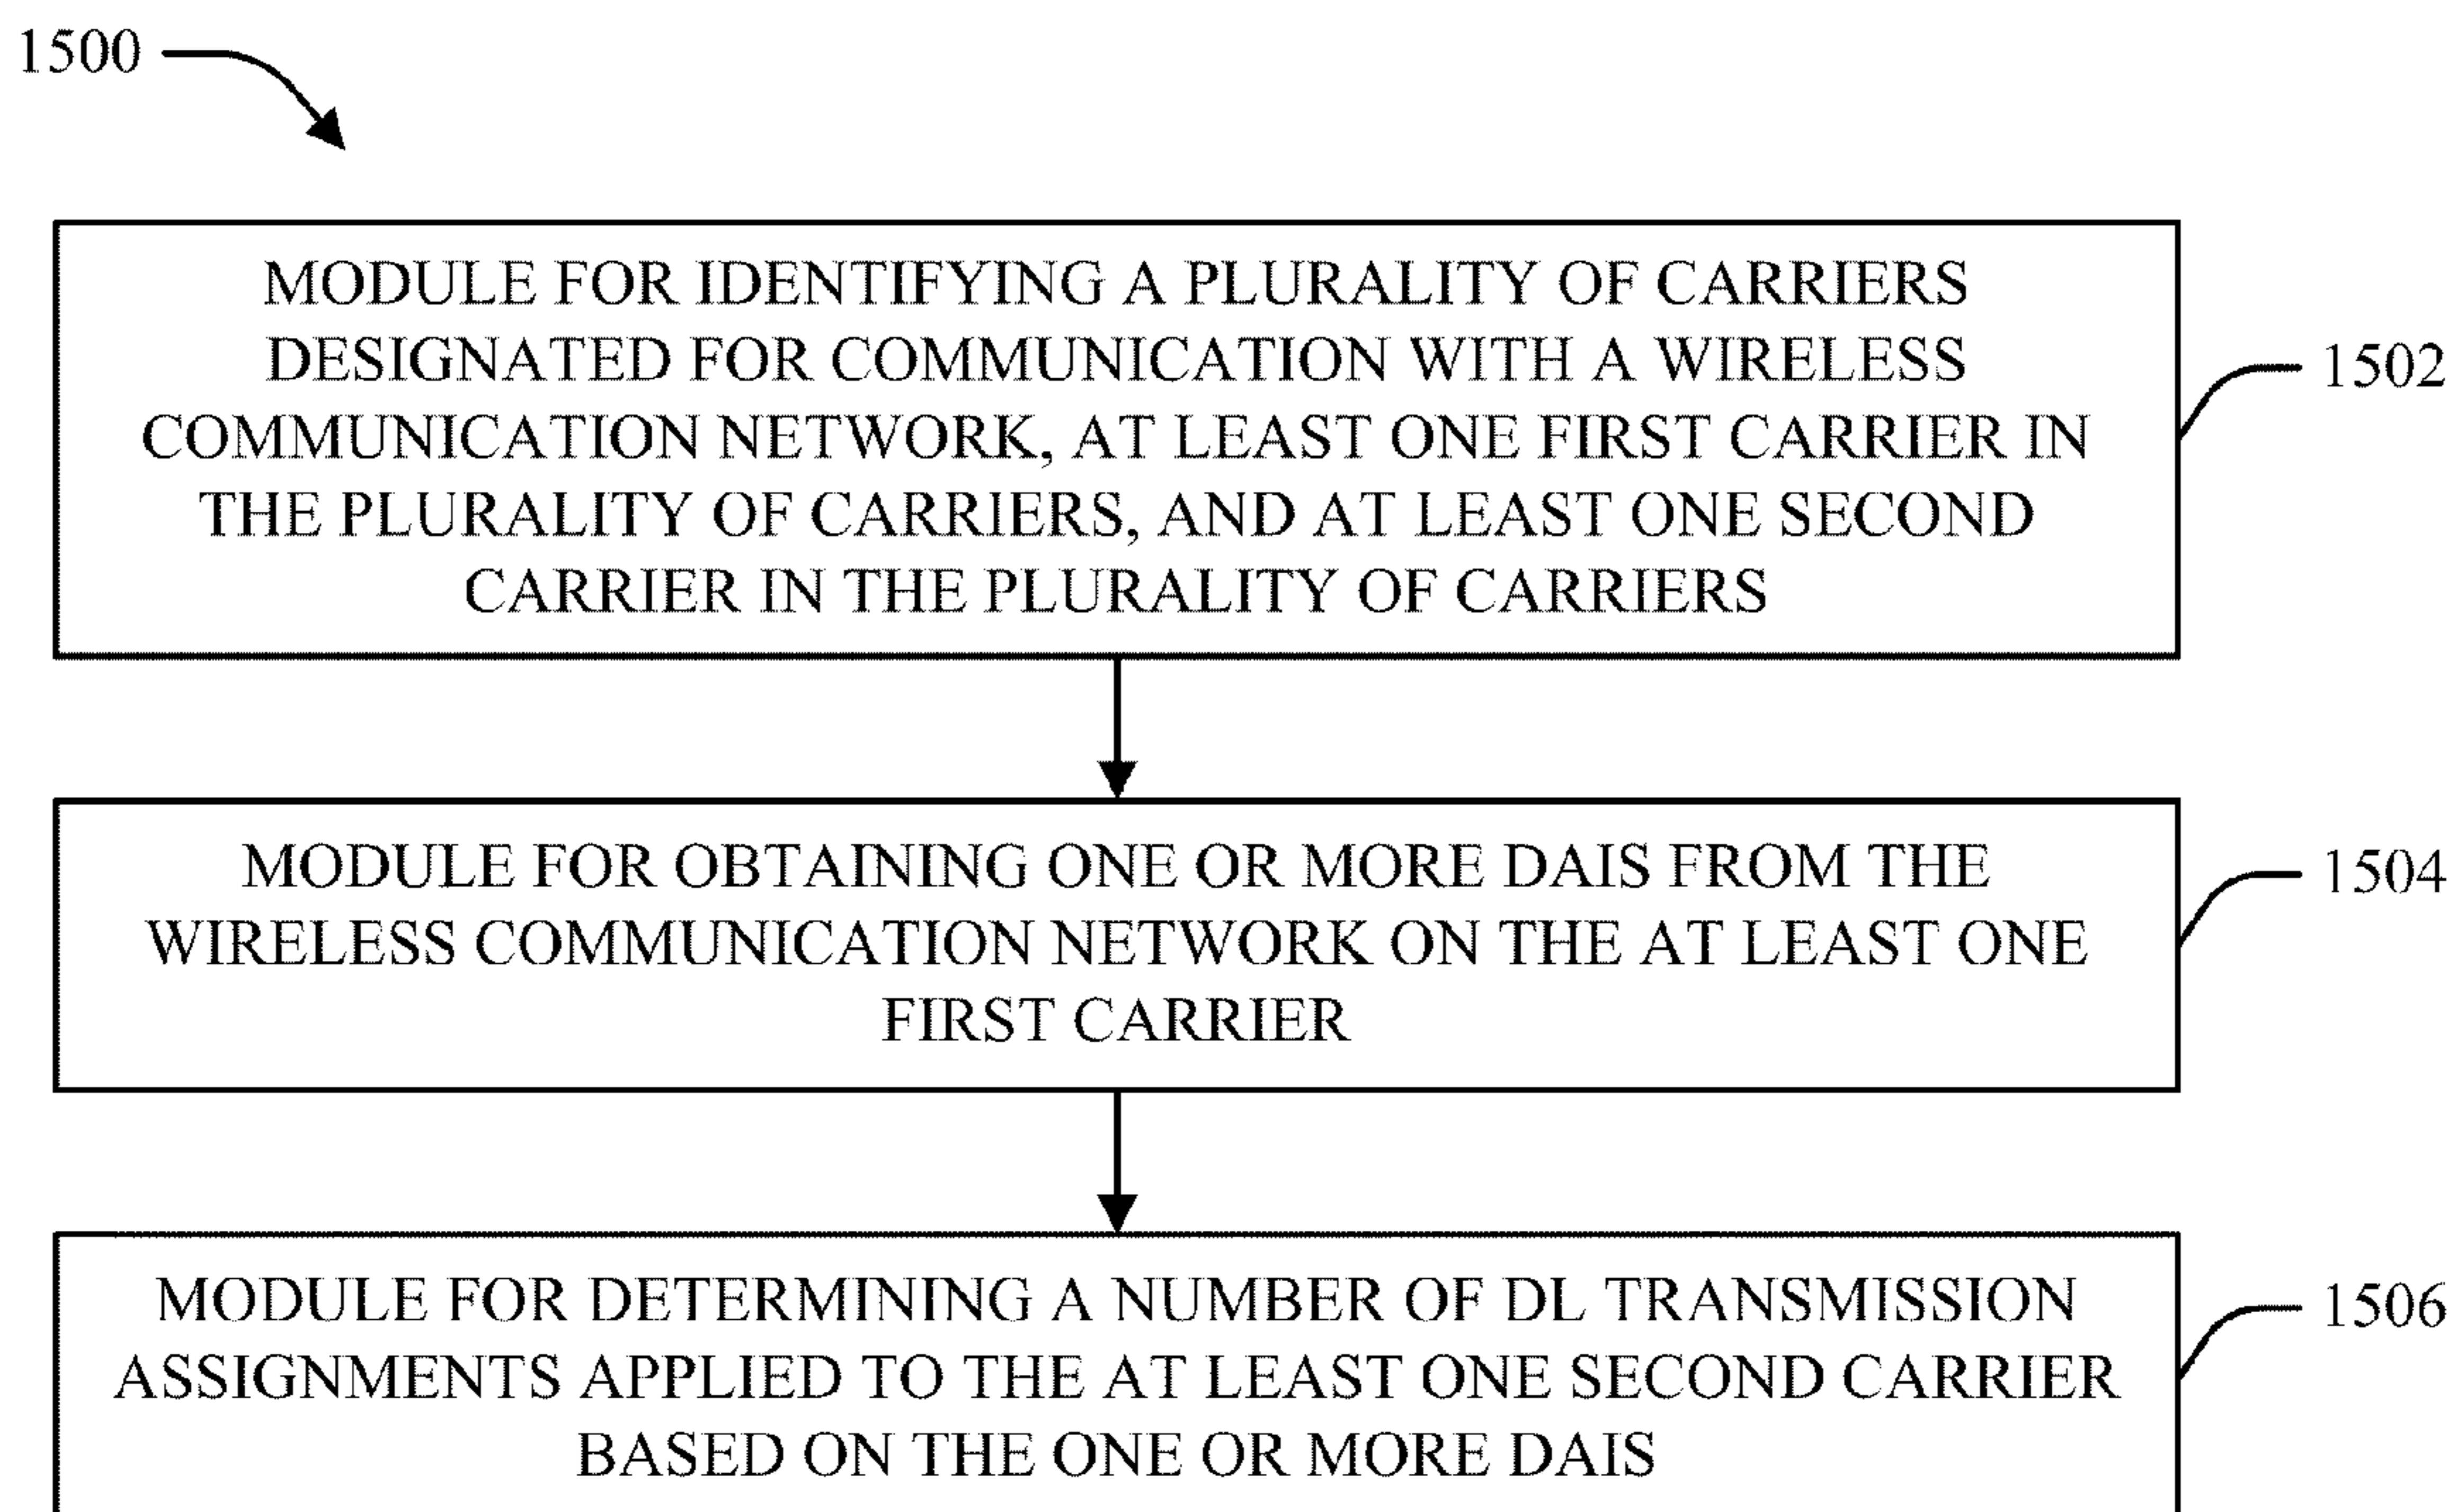 1500
MODULE FOR IDENTIFYING A PLURALITY OF CARRIERS
DESIGNATED FOR COMMUNICATION WITH A WIRELESS
COMMUNICATION NETWORK, AT LEAST ONE FIRST CARRIER IN
THE PLURALITY OF CARRIERS, AND AT LEAST ONE SECOND
CARRIER IN THE PLURALITY OF CARRIERS
1502
MODULE FOR OBTAINING ONE OR MORE DAIS FROM THE
WIRELESS COMMUNICATION NETWORK ON THE AT LEAST ONE
FIRST CARRIER
1504
MODULE FOR DETERMINING A NUMBER OF DL TRANSMISSION
ASSIGNMENTS APPLIED TO THE AT LEAST ONE SECOND CARRIER
BASED ON THE ONE OR MORE DAIS
1506